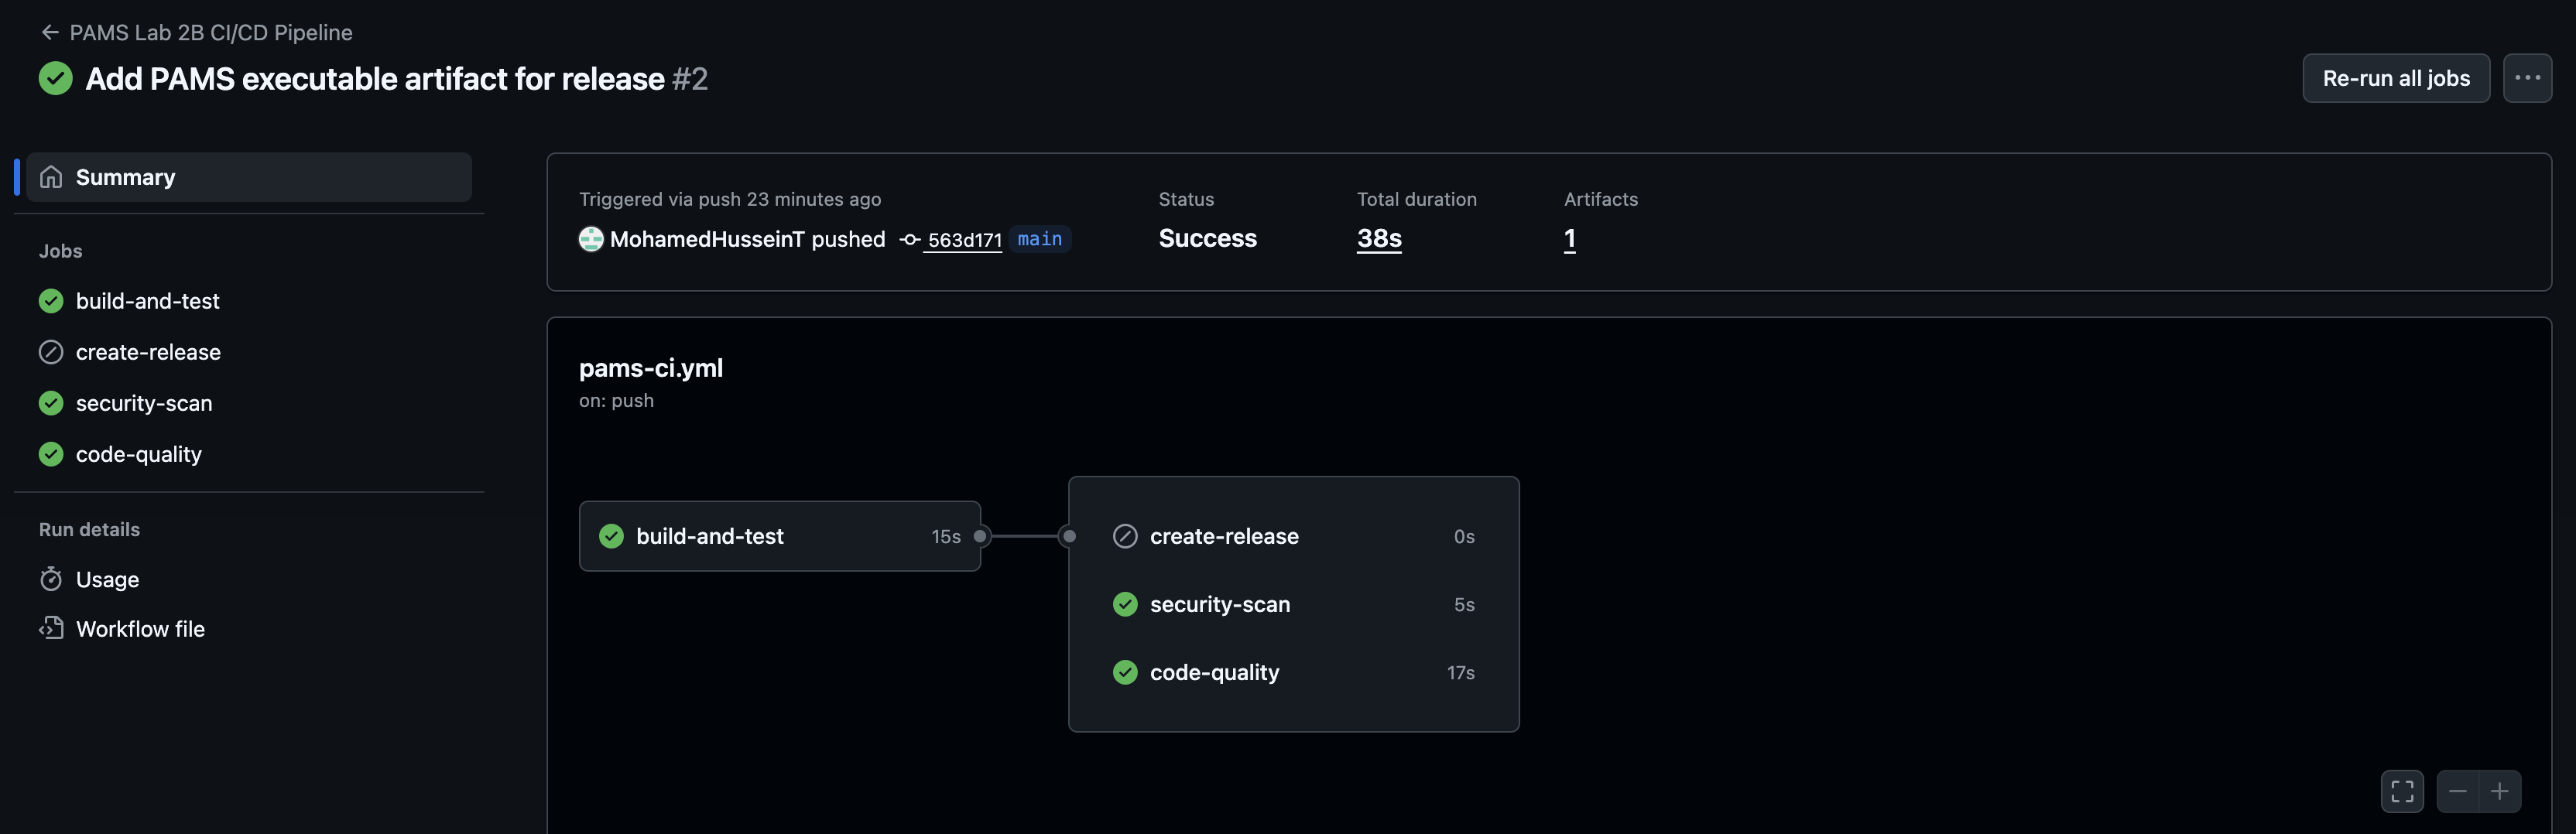 PAMS Lab 2B CI/CD Pipeline
Add PAMS executable artifact for release #2
Re-run all jobs
Summary
Jobs
build-and-test
create-release
security-scan
code-quality
Run details
Usage
Workflow file
Triggered via push 23 minutes ago
MohamedHusseinT pushed 563d171 main
Status
Success
Total duration
38s
Artifacts
1
pams-ci.yml
on: push
build-and-test 15s
create-release 0s
security-scan 5s
code-quality 17s